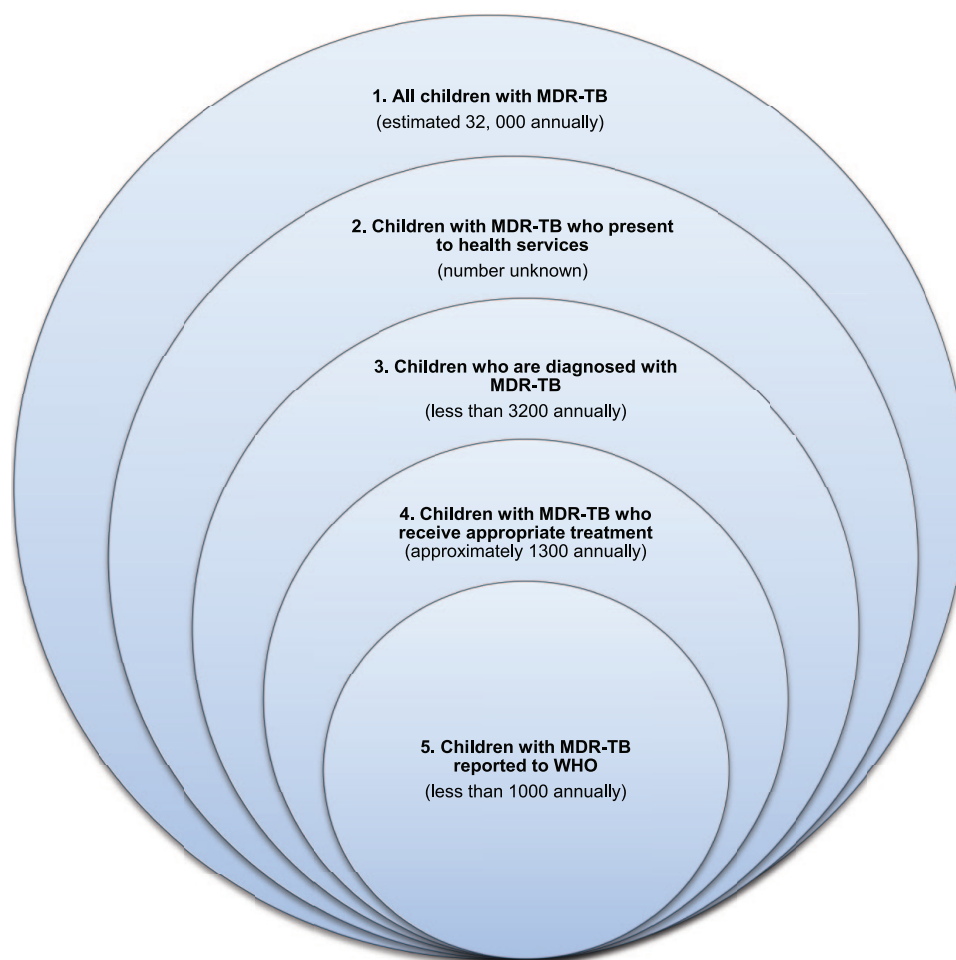 1. All children with MDR-TB
(estimated 32, 000 annually)
2. Children with MDR-TB who present
to health services
(number unknown)
3. Children who are diagnosed with
MDR-TB
(less than 3200 annually)
4. Children with MDR-TB who
receive appropriate treatment
(approximately 1300 annually)
5. Children with MDR-TB
reported to WHO
(less than 1000 annually)